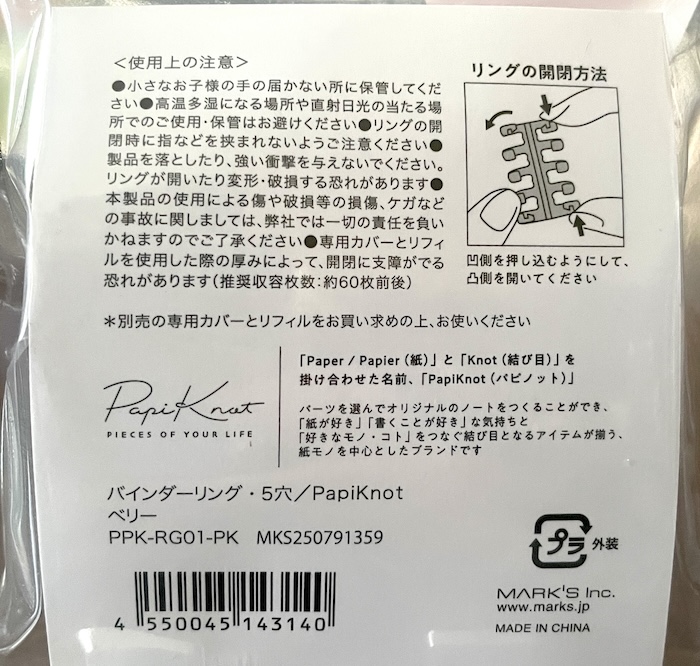 ＜使用上の注意＞
●小さなお子様の手の届かない所に保管してくだ
さい●高温多湿になる場所や直射日光の当たる場
所でのご使用・保管はお避けください●リングの開
閉時に指などを挟まれないようご注意ください●
製品を落としたり、強い衝撃を与えないでください。
リングが開いたり変形・破損する恐れがあります●
本製品の使用による傷や破損等の損傷、ケガなど
の事故に関しましては、弊社では一切の責任を負い
かねますのでご了承ください●専用カバーとリフィ
ルを使用した際の厚みによって、開閉に支障がでる
恐れがあります（推奨収容枚数：約60枚前後）
リングの開閉方法
凹側を押し込むようにして、
凸側を開いてください
＊別売の専用カバーとリフィルをお買い求めの上、お使いください
PapiKnot
PIECES OF YOUR LIFE
「Paper / Papier（紙）」と「Knot（結び目）」を
掛け合わせた名前、「PapiKnot（パピノット）」
パーツを選んでオリジナルのノートをつくることができ、
「紙が好き」「書くことが好き」な気持ちと
「好きなモノ・コト」をつなぐ結び目となるアイテムが揃う、
紙モノを中心としたブランドです
バインダーリング・5穴／PapiKnot
ベリー
PPK-RG01-PK MKS250791359
4 550045 143140
プラ 外装
MARK'S Inc.
www.marks.jp
MADE IN CHINA